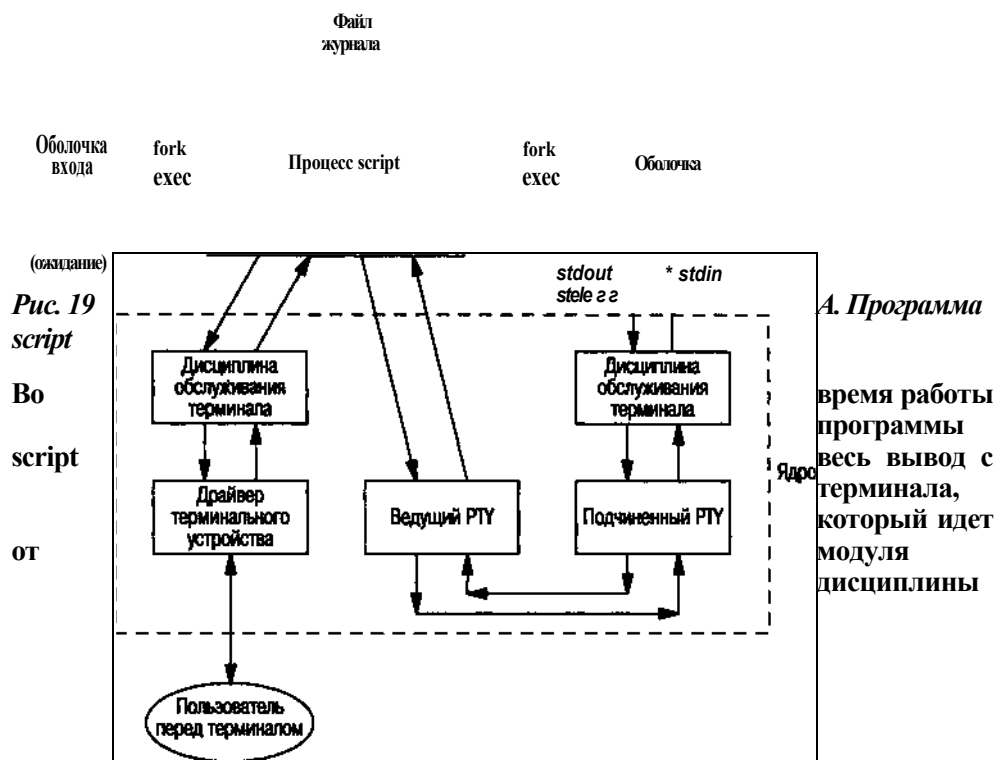 Файл
журнала
Оболочка
входа
fork
exec
Процесс script
fork
exec
Оболочка
(ожидание)
stdout
stele г г
* stdin
Рис. 19
А. Программа
script
Дисциплина
обслуживания
терминала
Дисциплина
обслуживания
терминала
Во
время работы
программы
script
весь вывод с
Ядро
терминала,
Драйвер
терминального
устройства
Ведущий PTY
Подчиненный PTY
который идет
от
модуля
дисциплины
Пользователь
перед терминалом